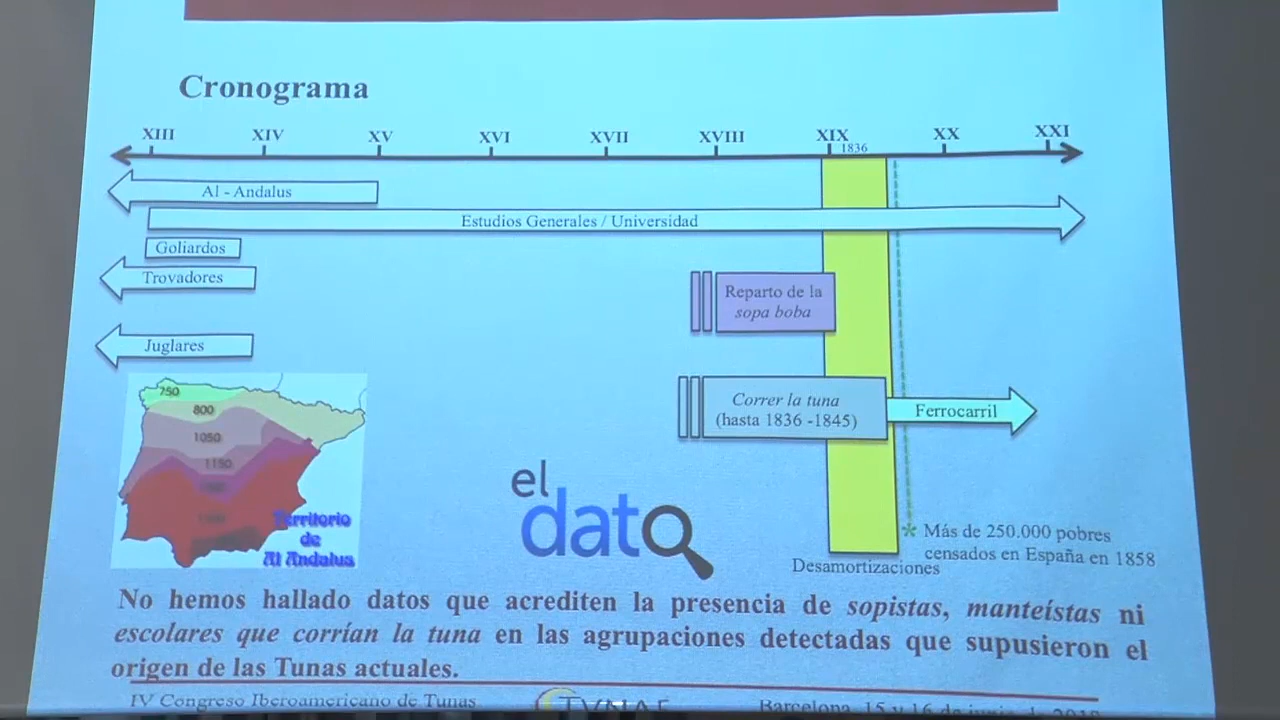 Cronograma
XIII XIV XV XVI XVII XVIII XIX XX XXI
1836
Al - Andalus
Estudios Generales / Universidad
Goliardos
Trovadores
Reparto de la
sopa boba
Juglares
Correr la tuna
(hasta 1836 -1845)
Ferrocarril
750
800
1050
1150
Territorio
de
Al Andalus
el
dato
* Más de 250.000 pobres
censados en España en 1858
Desamortizaciones
No hemos hallado datos que acrediten la presencia de sopistas, manteístas ni
escolares que corrían la tuna en las agrupaciones detectadas que supusieron el
origen de las Tunas actuales.
IV Congreso Iberoamericano de Tunas
Barcelona, 15 y 16 de junio de